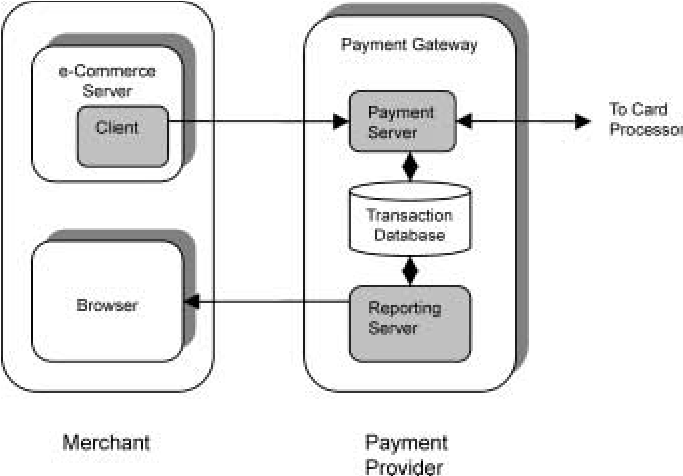 e-Commerce
Server
Client
Browser
Merchant
Payment Gateway
Payment
Server
Transaction
Database
Reporting
Server
Payment
Provider
To Card
Processor